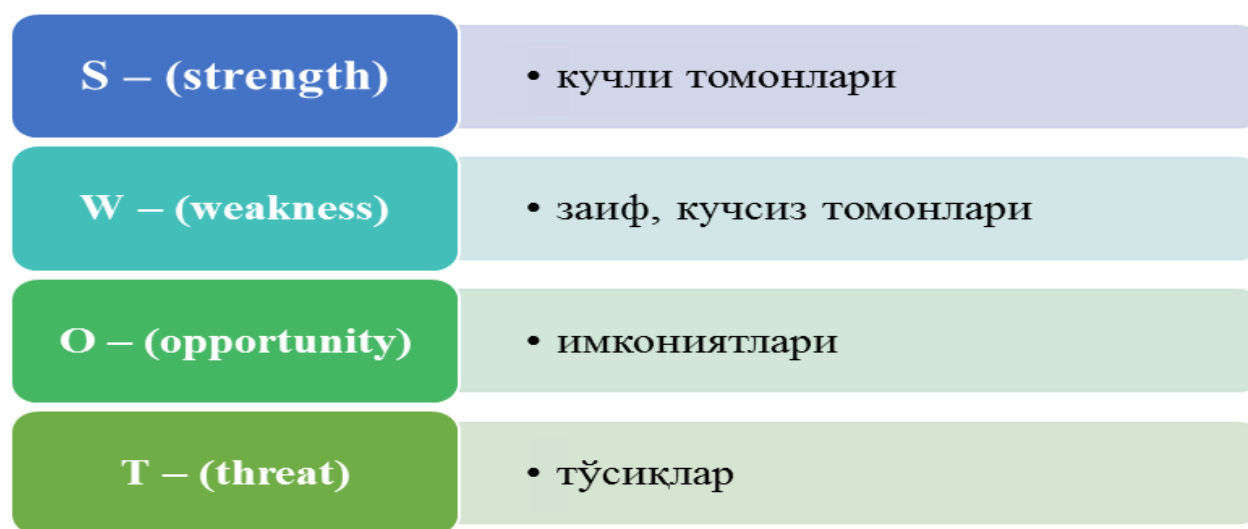 S – (strength)
• кучли томонлари
W – (weakness)
• заиф, кучсиз томонлари
O – (opportunity)
• имкониятлари
T – (threat)
• тўсиқлар